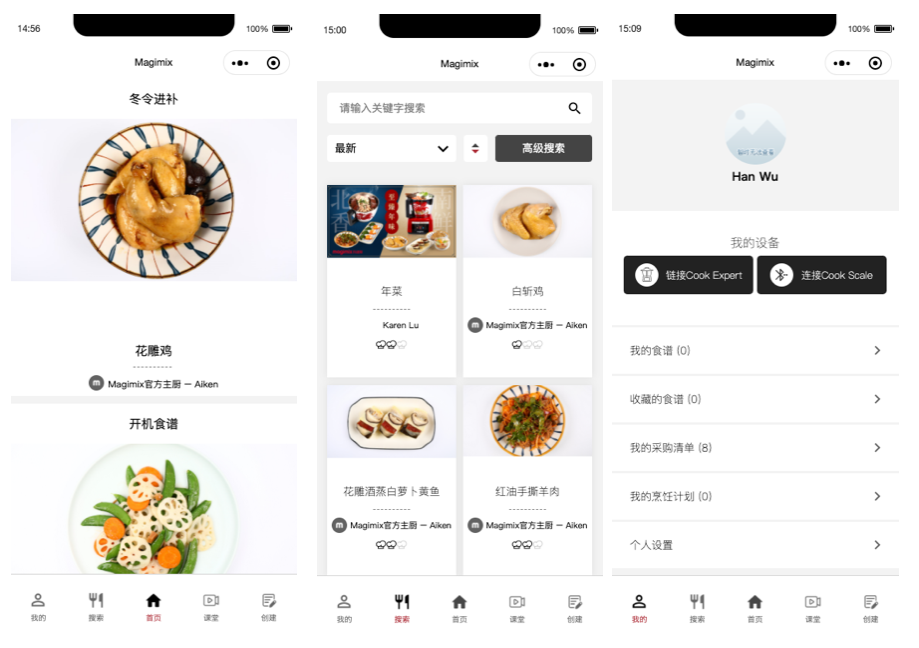 14:56
100%
Magimix
冬令进补
花雕鸡
Magimix官方主厨 — Aiken
开机食谱
我的
搜索
首页
课堂
创建
15:00
100%
Magimix
请输入关键字搜索
最新
高级搜索
北
香
至臻年味
年菜
Karen Lu
白斩鸡
Magimix官方主厨 — Aiken
花雕酒蒸白萝卜黄鱼
Magimix官方主厨 — Aiken
红油手撕羊肉
Magimix官方主厨 — Aiken
我的
搜索
首页
课堂
创建
15:09
100%
Magimix
Han Wu
我的设备
链接Cook Expert
连接Cook Scale
我的食谱 (0)
收藏的食谱 (0)
我的采购清单 (8)
我的烹饪计划 (0)
个人设置
我的
搜索
首页
课堂
创建